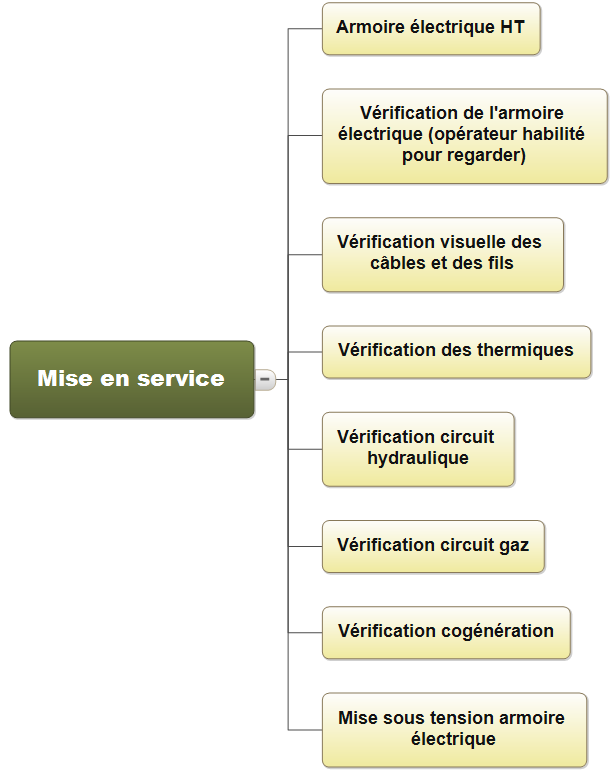 Armoire électrique HT
Vérification de l'armoire
électrique (opérateur habilité
pour regarder)
Vérification visuelle des
câbles et des fils
Vérification des thermiques
Mise en service
Vérification circuit
hydraulique
Vérification circuit gaz
Vérification cogénération
Mise sous tension armoire
électrique